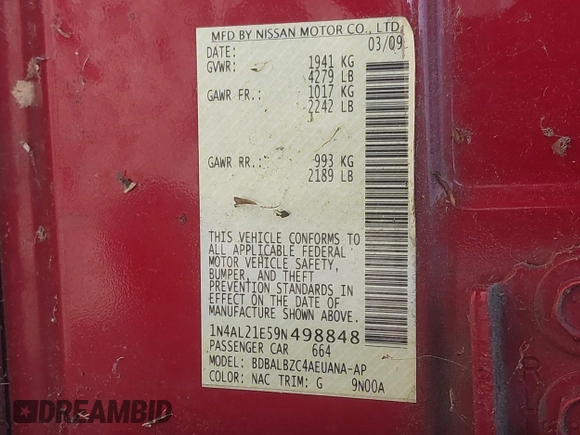 MFD BY NISSAN MOTOR CO., LTD
DATE: 03/09
GVWR: 1941 KG
4279 LB
GAWR FR.: 1017 KG
2242 LB
GAWR RR.: 993 KG
2189 LB
THIS VEHICLE CONFORMS TO
ALL APPLICABLE FEDERAL
MOTOR VEHICLE SAFETY,
BUMPER, AND THEFT
PREVENTION STANDARDS IN
EFFECT ON THE DATE OF
MANUFACTURE SHOWN ABOVE.
1N4AL21E59N498848
PASSENGER CAR 664
MODEL: BDBALBZC4AEUANA-AP
COLOR: NAC TRIM: G 9N00A
DREAMBID